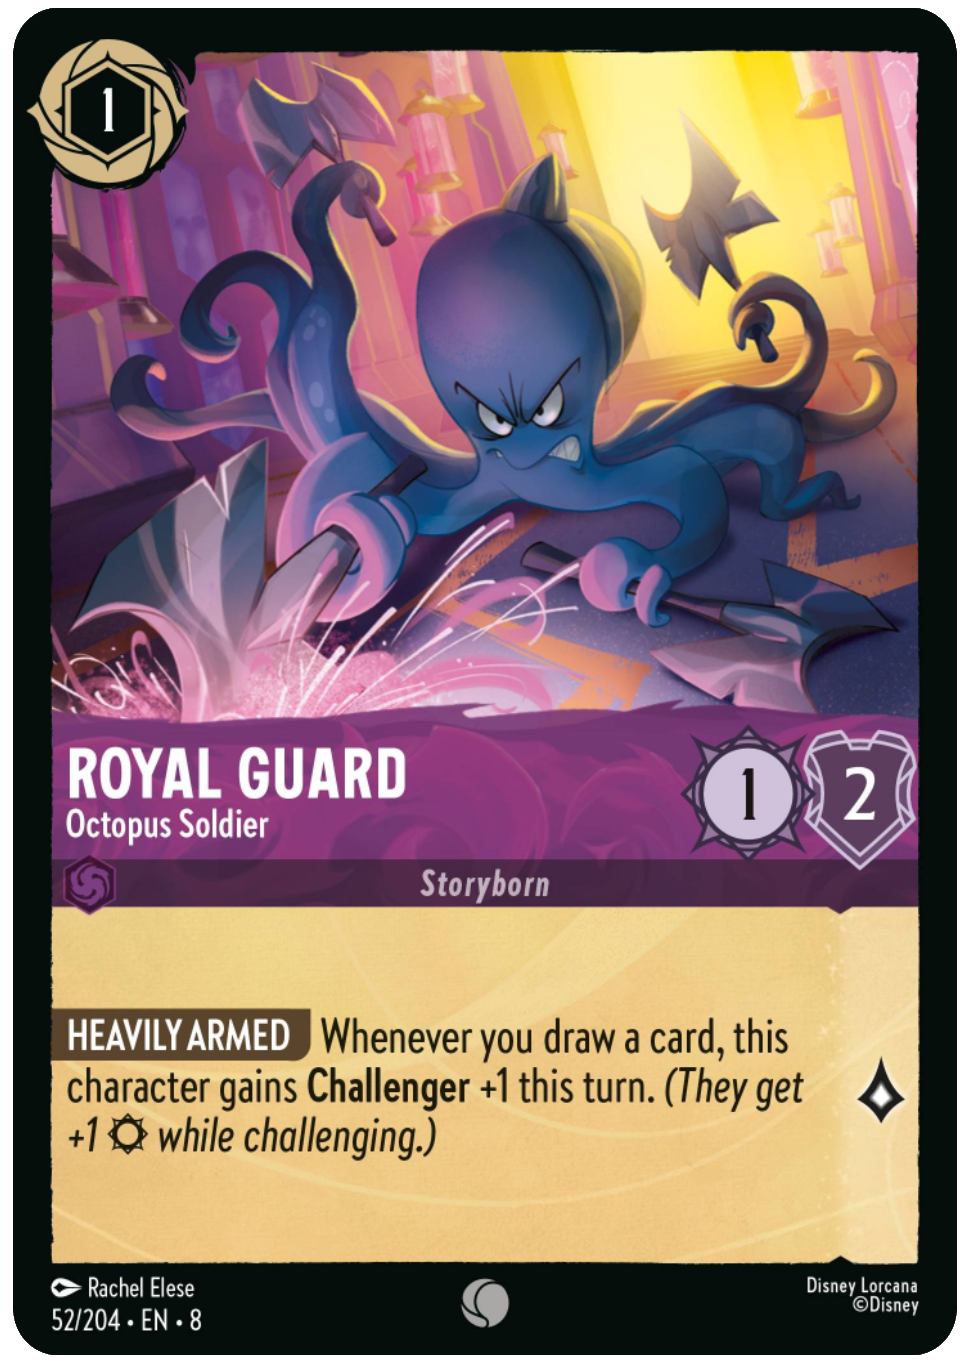 1
ROYAL GUARD
Octopus Soldier
1
2
Storyborn
HEAVILY ARMED Whenever you draw a card, this
character gains Challenger +1 this turn. (They get
+1 while challenging.)
Rachel Elese
52/204 • EN • 8
Disney Lorcana
©Disney